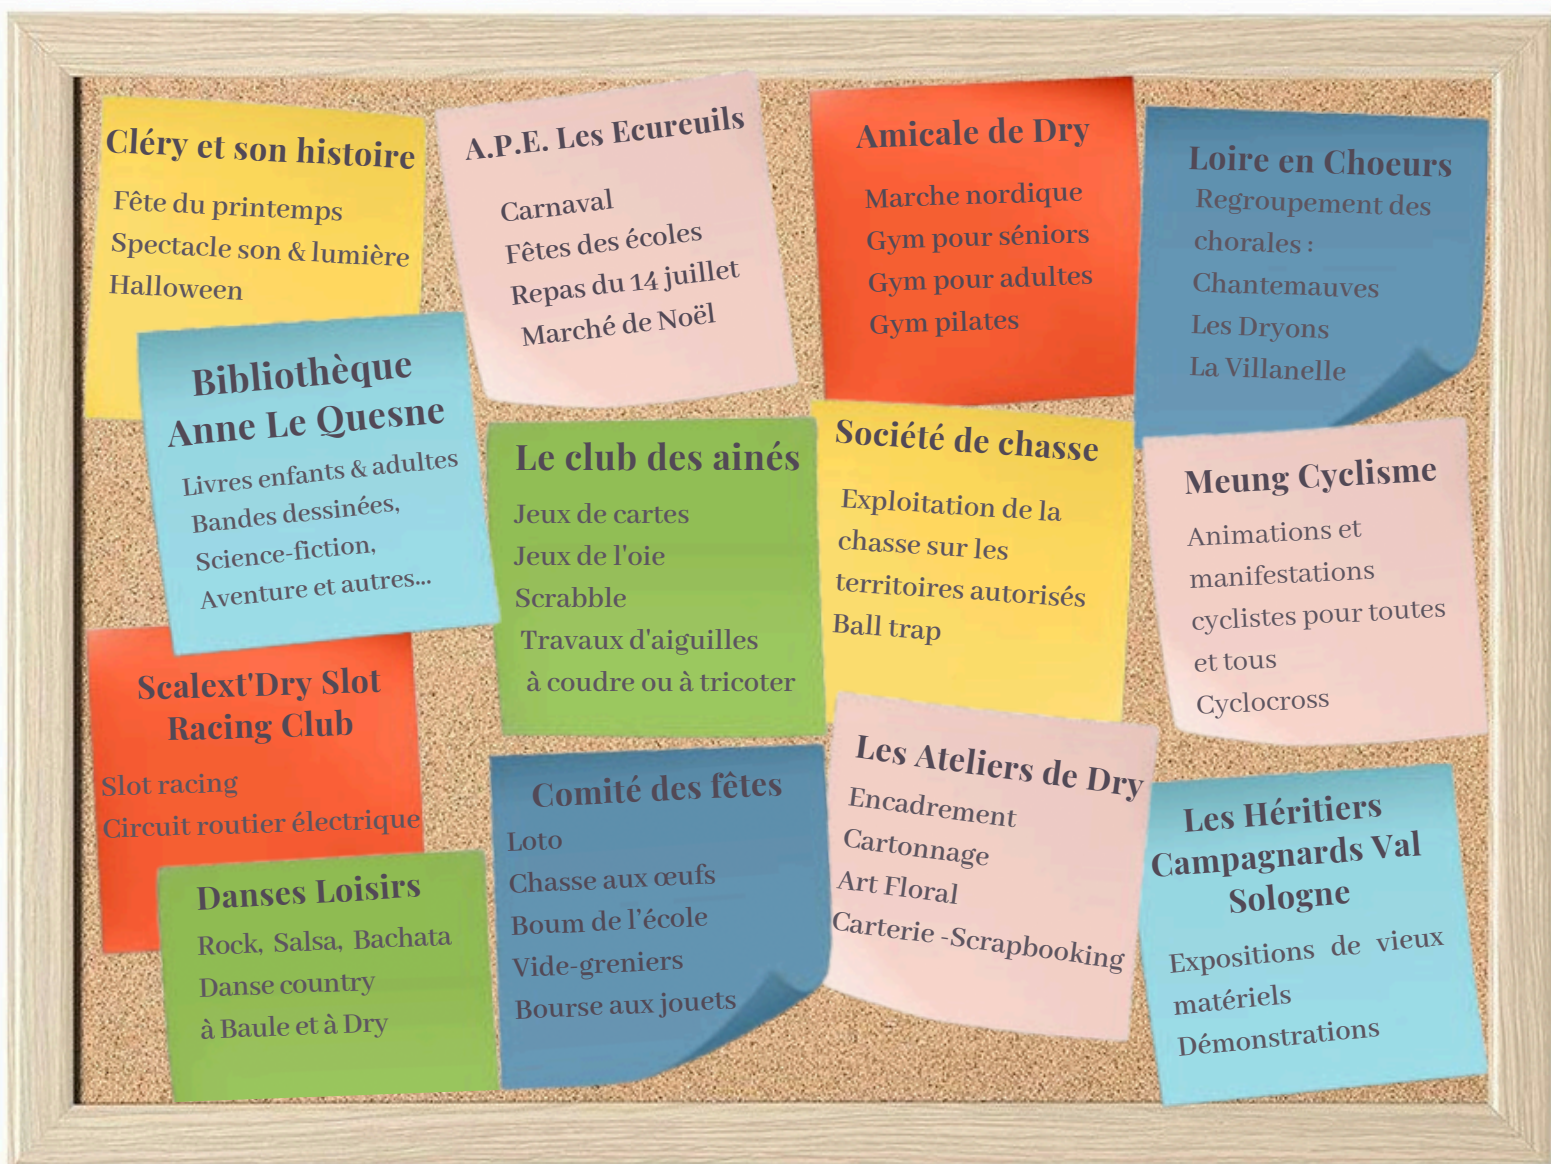 Cléry et son histoire
Fête du printemps
Spectacle son & lumière
Halloween
A.P.E. Les Ecureuils
Carnaval
Fêtes des écoles
Repas du 14 juillet
Marché de Noël
Amicale de Dry
Marche nordique
Gym pour séniors
Gym pour adultes
Gym pilates
Loire en Choeurs
Regroupement des
chorales :
Chantemauves
Les Dryons
La Villanelle
Bibliothèque
Anne Le Quesne
Livres enfants & adultes
Bandes dessinées,
Science-fiction,
Aventure et autres...
Le club des ainés
Jeux de cartes
Jeux de l'oie
Scrabble
Travaux d'aiguilles
à coudre ou à tricoter
Société de chasse
Exploitation de la
chasse sur les
territoires autorisés
Ball trap
Meung Cyclisme
Animations et
manifestations
cyclistes pour toutes
et tous
Cyclocross
Scalext'Dry Slot
Racing Club
Slot racing
Circuit routier électrique
Danses Loisirs
Rock, Salsa, Bachata
Danse country
à Baule et à Dry
Comité des fêtes
Loto
Chasse aux œufs
Boum de l’école
Vide-greniers
Bourse aux jouets
Les Ateliers de Dry
Encadrement
Cartonnage
Art Floral
Carterie -Scrapbooking
Les Héritiers
Campagnards Val
Sologne
Expositions de vieux
matériels
Démonstrations